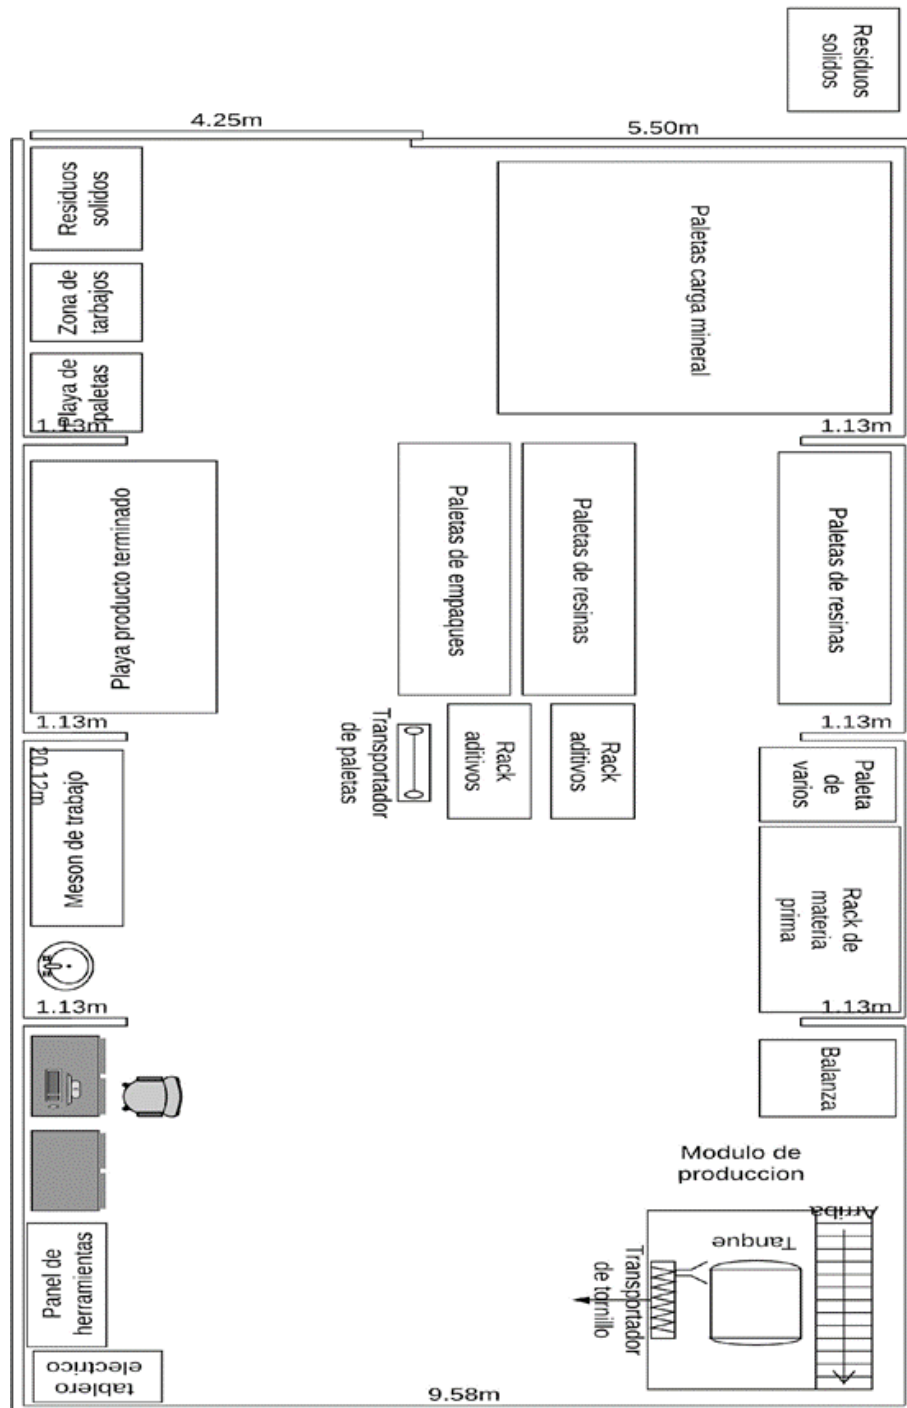 Residuos
solidos
4.25m
5.50m
Residuos
solidos
Paletas carga mineral
Zona de
tarbajos
Playa de
paletas
1.13m
1.13m
Playa producto terminado
Paletas de empaques
Paletas de resinas
Paletas de resinas
1.13m
1.13m
20.12m
Meson de trabajo
Transportador
de paletas
Rack
aditivos
Rack
aditivos
Paleta
de
varios
Rack de
materia
prima
1.13m
1.13m
Balanza
Modulo de
produccion
Arriba
Tanque
Transportador
de tornillo
Panel de
herramientas
tablero
electrico
9.58m